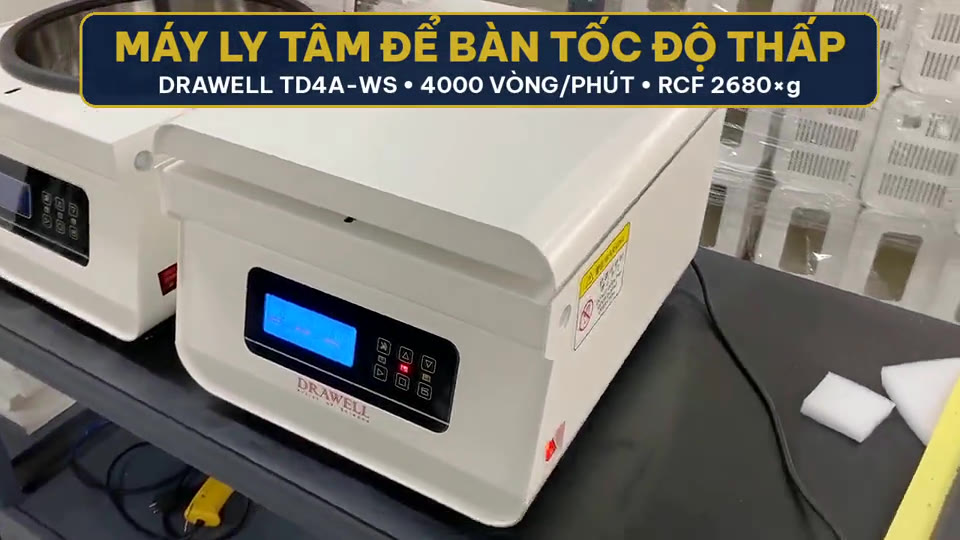 MÁY LY TÂM ĐỂ BÀN TỐC ĐỘ THẤP
DRAWELL TD4A-WS • 4000 VÒNG/PHÚT • RCF 2680×g
DRAWELL